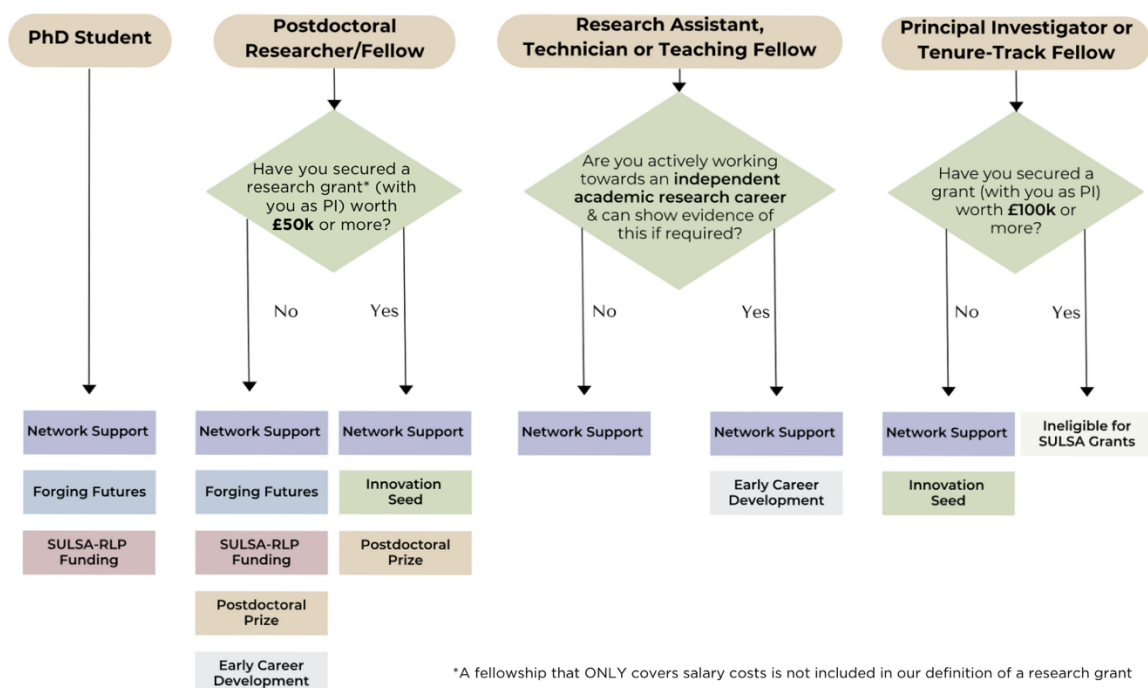 PhD Student
Postdoctoral
Researcher/Fellow
Research Assistant,
Technician or Teaching Fellow
Principal Investigator or
Tenure-Track Fellow
Have you secured a
research grant* (with
you as PI) worth
£50k or more?
Are you actively working
towards an independent
academic research career
& can show evidence of
this if required?
Have you secured a
grant (with you as PI)
worth £100k or
more?
No
Yes
No
Yes
No
Yes
Network Support
Forging Futures
SULSA-RLP
Funding
Network Support
Forging Futures
SULSA-RLP
Funding
Postdoctoral
Prize
Early Career
Development
Network Support
Innovation
Seed
Postdoctoral
Prize
Network Support
Network Support
Early Career
Development
Network Support
Innovation
Seed
Ineligible for
SULSA Grants
*A fellowship that ONLY covers salary costs is not included in our definition of a research grant